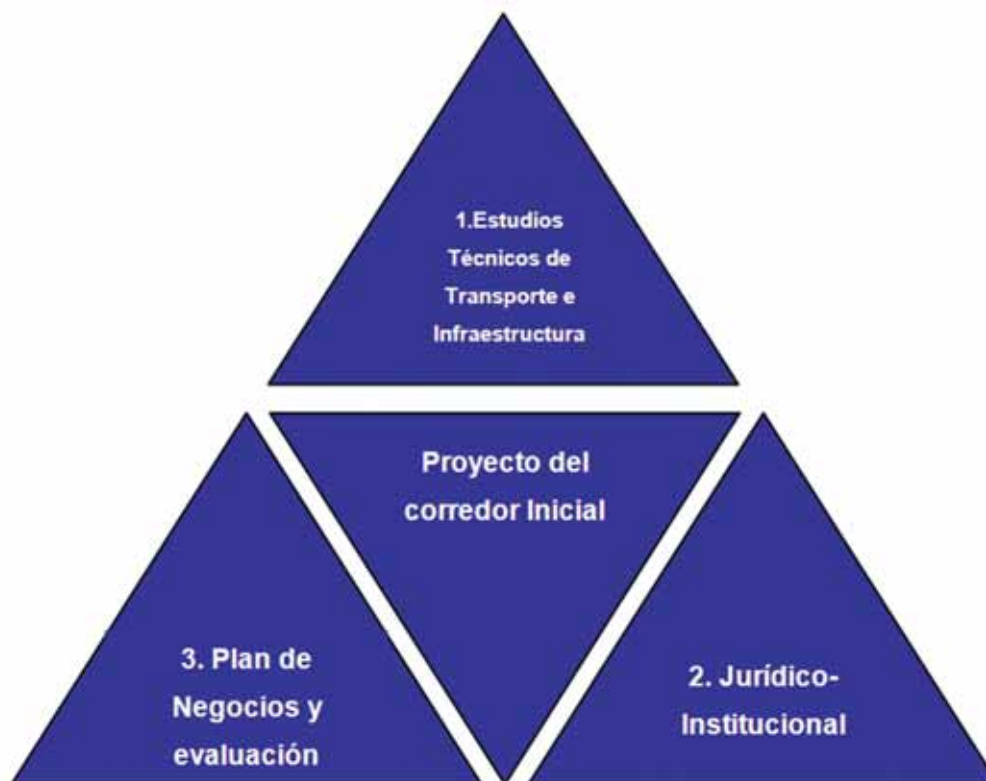 1.Estudios
Técnicos de
Transporte e
Infraestructura
Proyecto del
corredor Inicial
3. Plan de
Negocios y
evaluación
2. Jurídico-
Institucional